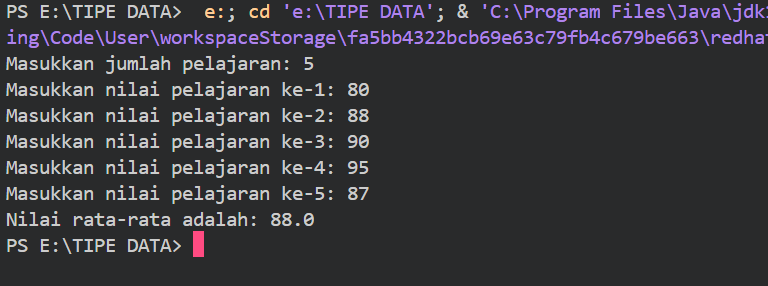 PS E:\TIPE DATA>  e:; cd 'e:\TIPE DATA'; & 'C:\Program Files\Java\jdk
ing\Code\User\workspaceStorage\fa5bb4322bcb69e63c79fb4c679be663\redha
Masukkan jumlah pelajaran: 5
Masukkan nilai pelajaran ke-1: 80
Masukkan nilai pelajaran ke-2: 88
Masukkan nilai pelajaran ke-3: 90
Masukkan nilai pelajaran ke-4: 95
Masukkan nilai pelajaran ke-5: 87
Nilai rata-rata adalah: 88.0
PS E:\TIPE DATA>